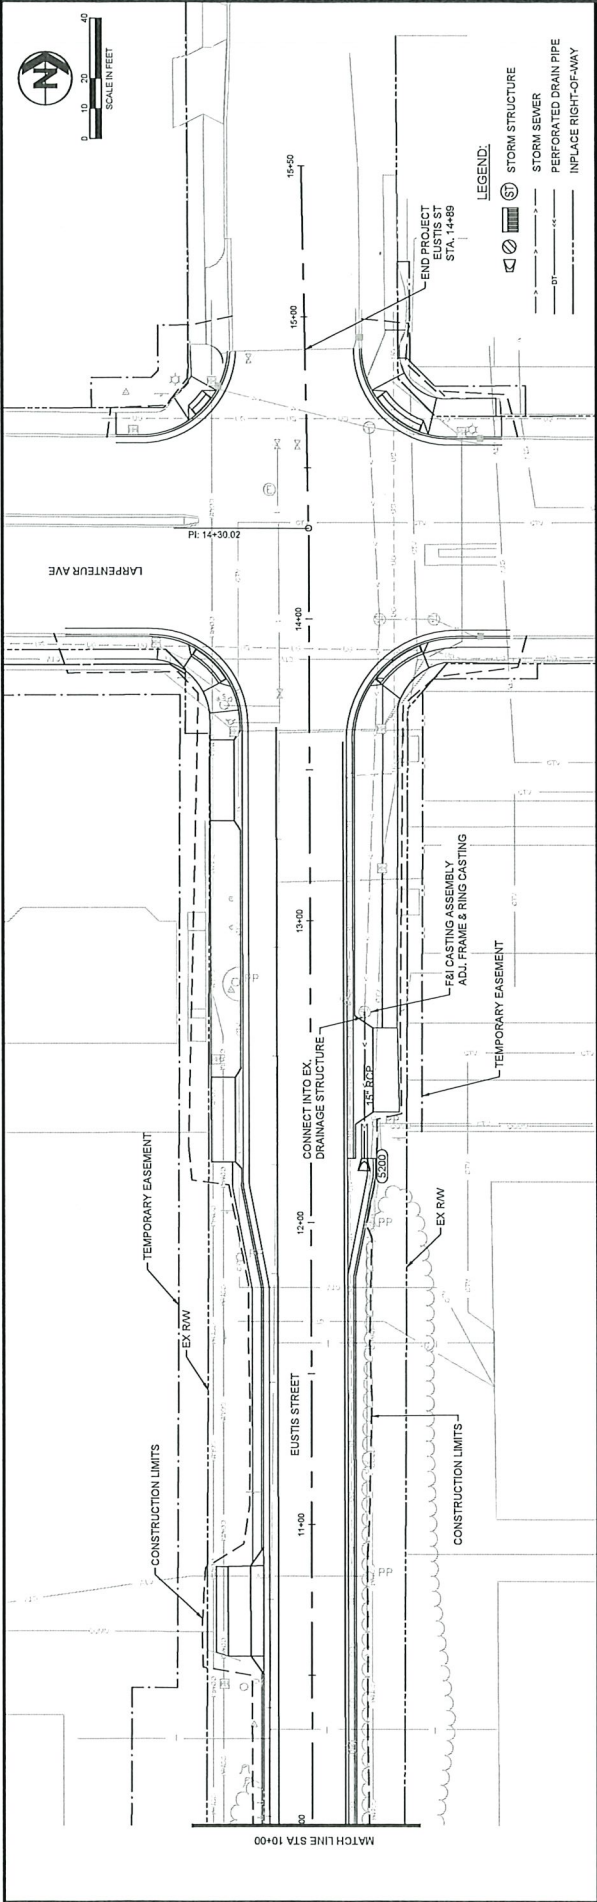 N
0 20 40
SCALE IN FEET
LEGEND:
ST STORM STRUCTURE
STORM SEWER
DT PERFORATED DRAIN PIPE
INPLACE RIGHT-OF-WAY
END PROJECT
EUSTIS ST
STA. 14+89
LARPENTEUR AVE
PI: 14+30.02
15+50
15+00
14+00
13+00
12+00
11+00
00
EUSTIS STREET
MATCH LINE STA 10+00
CONSTRUCTION LIMITS
EX R/W
TEMPORARY EASEMENT
CONNECT INTO EX.
DRAINAGE STRUCTURE
15" RCP
5200
F&I CASTING ASSEMBLY
ADJ. FRAME & RING CASTING
TEMPORARY EASEMENT
EX R/W
CONSTRUCTION LIMITS
PP
PP
PP
PP